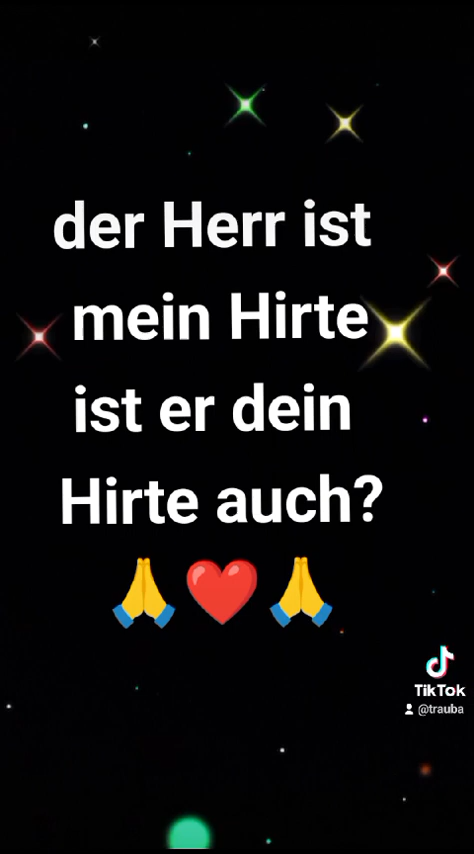 der Herr ist
mein Hirte
ist er dein
Hirte auch?
🙏❤️🙏
TikTok
@trauba